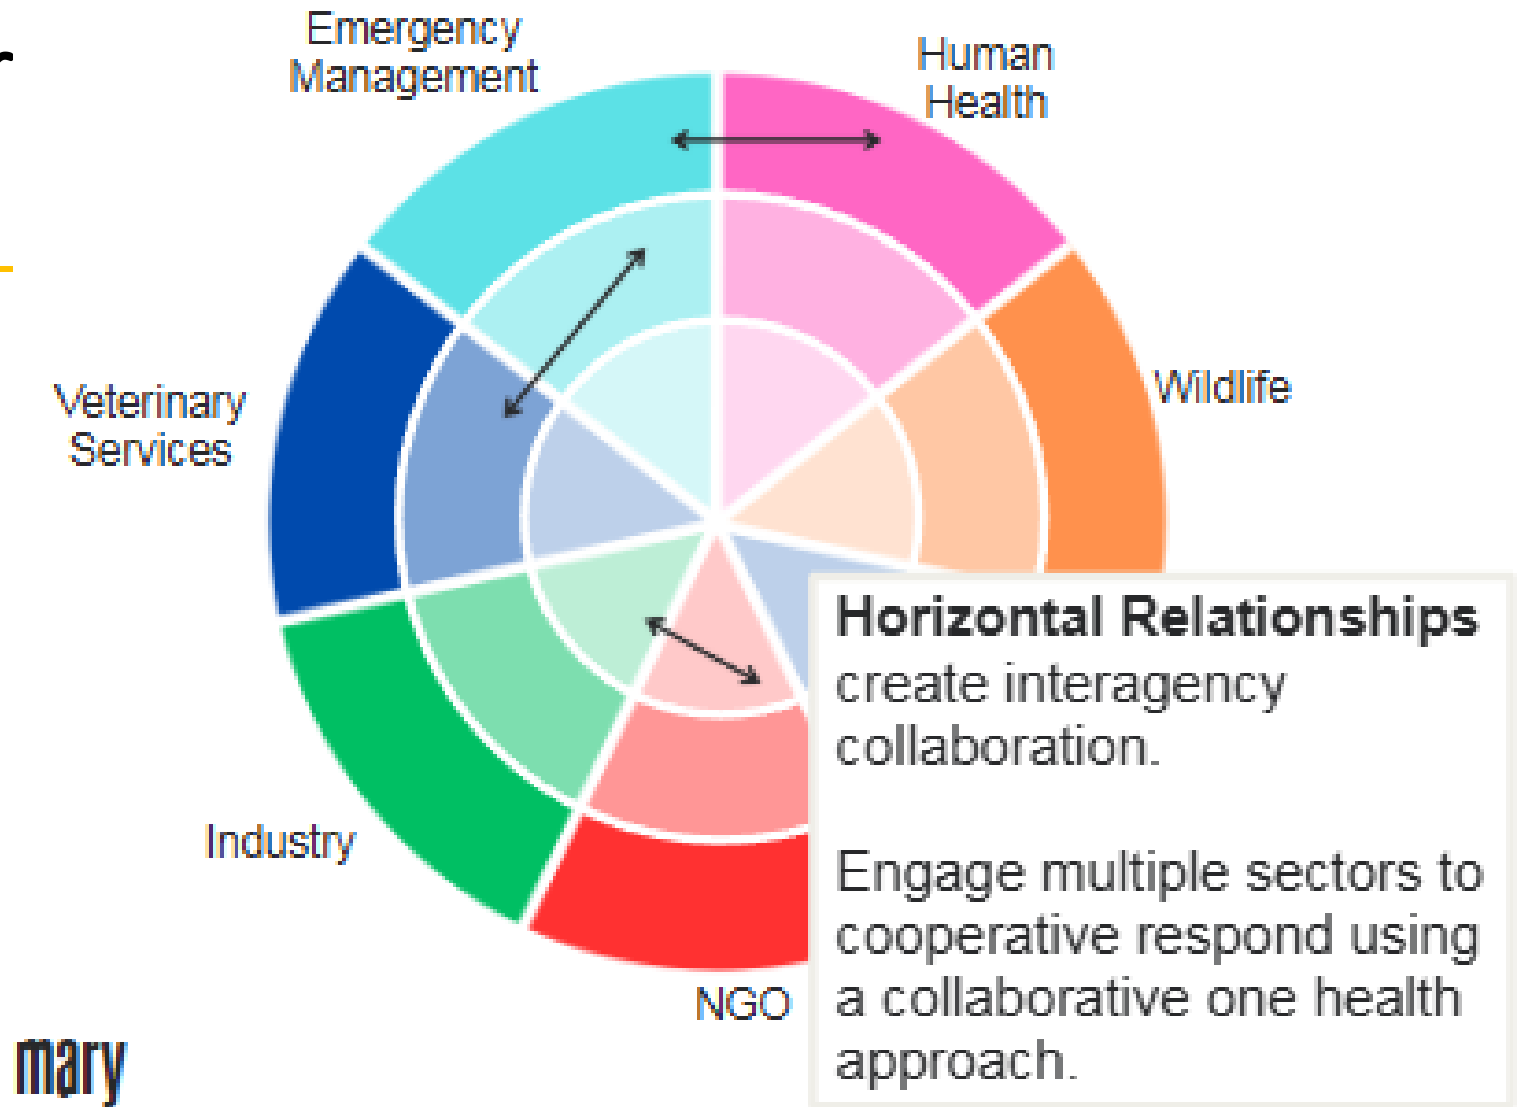 Emergency
Management
Human
Health
Wildlife
Veterinary
Services
Horizontal Relationships
create interagency
collaboration.
Engage multiple sectors to
cooperative respond using
a collaborative one health
approach.
Industry
NGO
mary